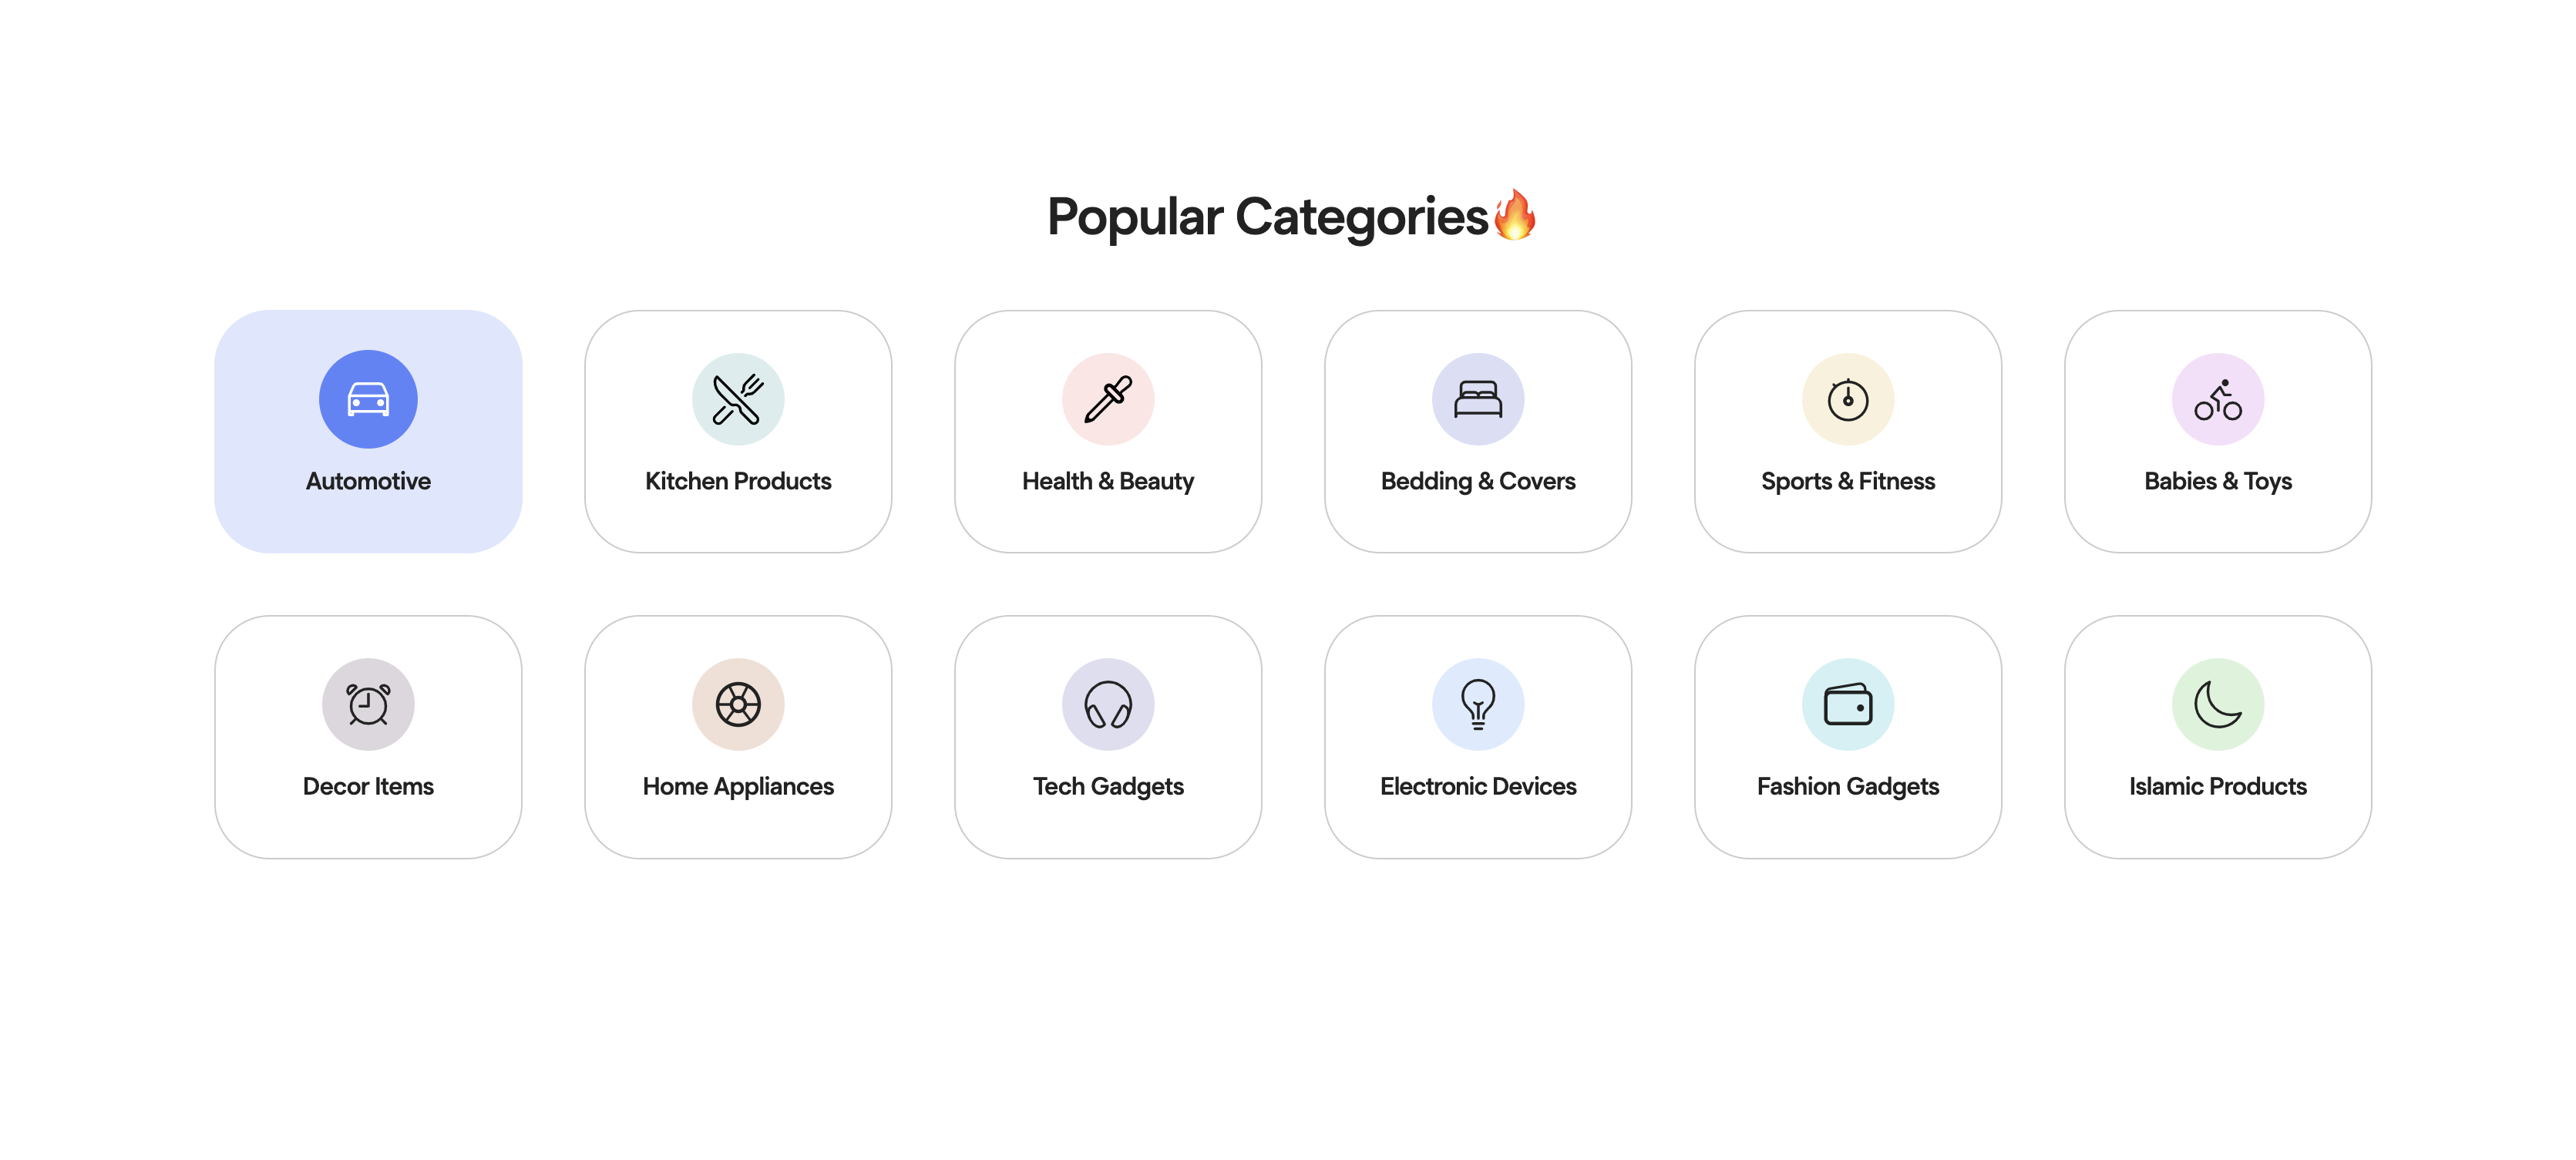 Popular Categories🔥
Automotive
Kitchen Products
Health & Beauty
Bedding & Covers
Sports & Fitness
Babies & Toys
Decor Items
Home Appliances
Tech Gadgets
Electronic Devices
Fashion Gadgets
Islamic Products